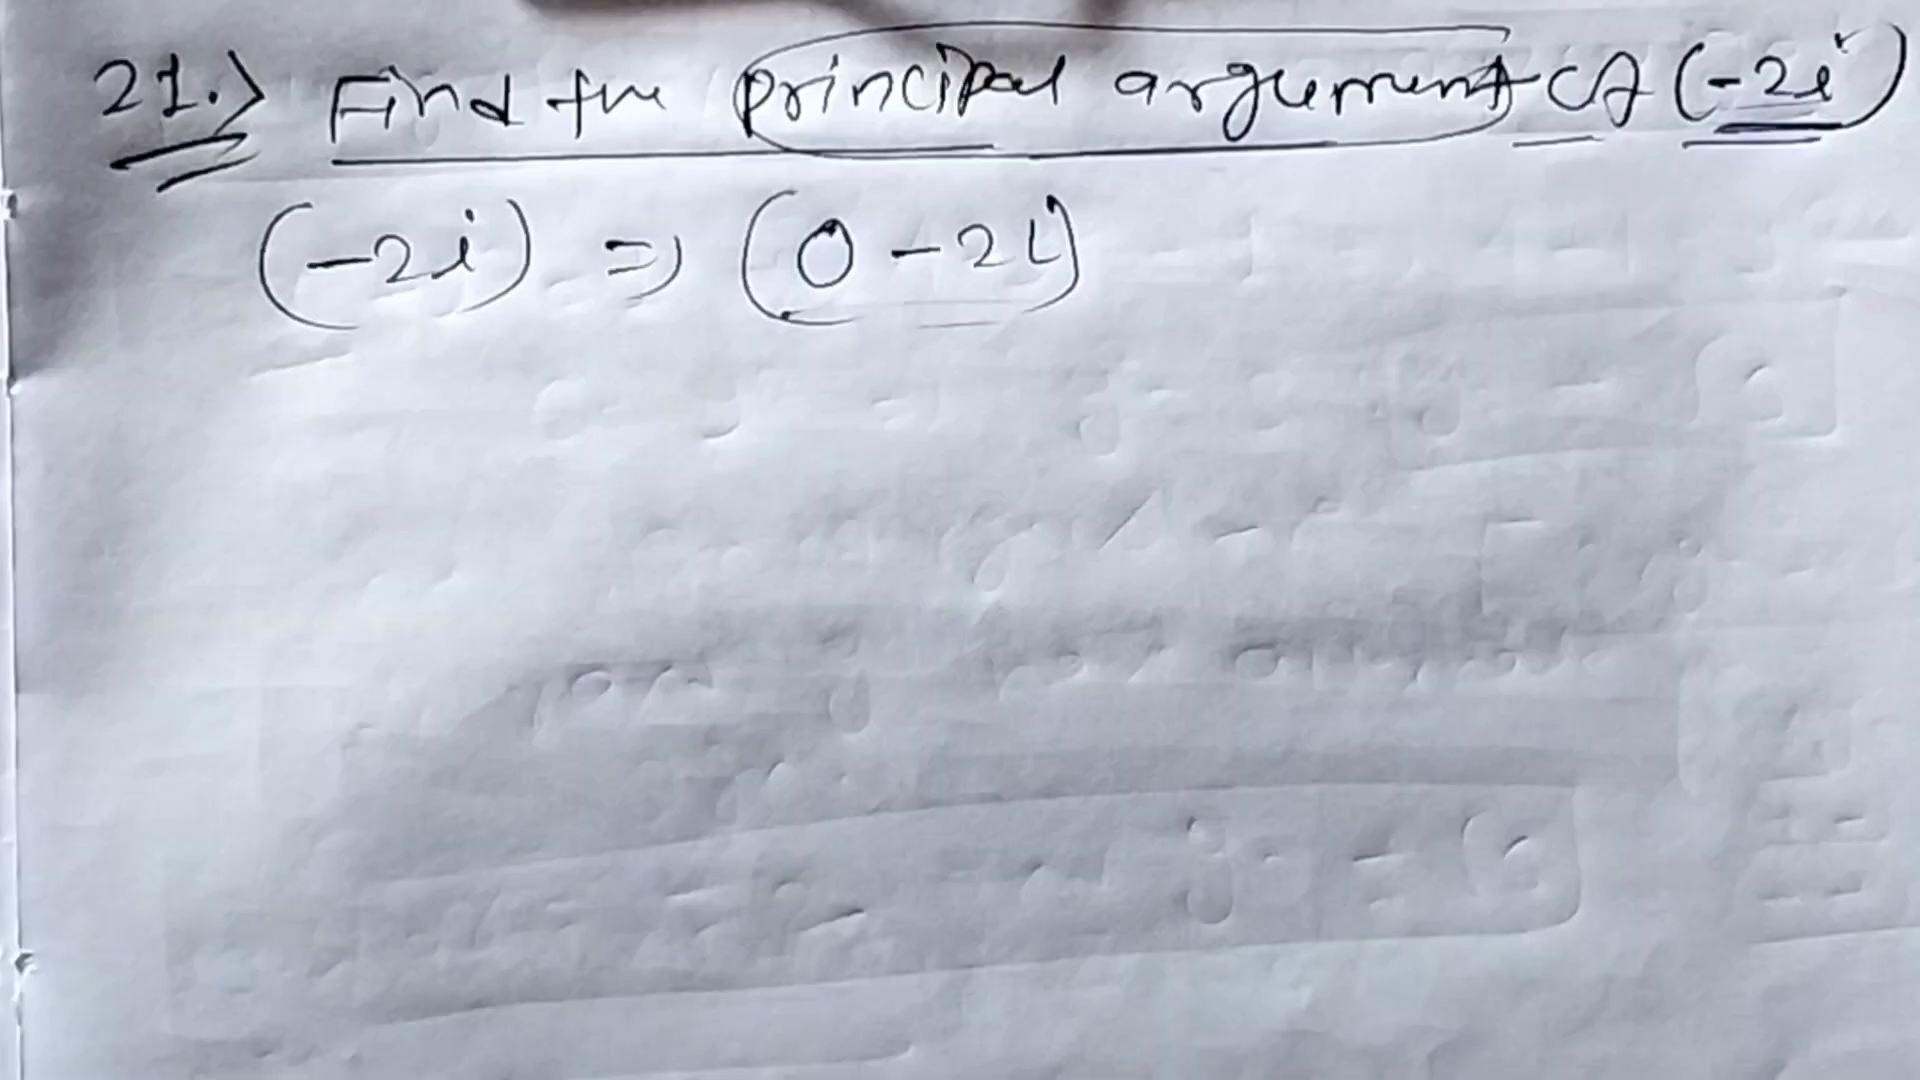 21.> Find the principal argument of (-2i)
(-2i) => (0 - 2i)